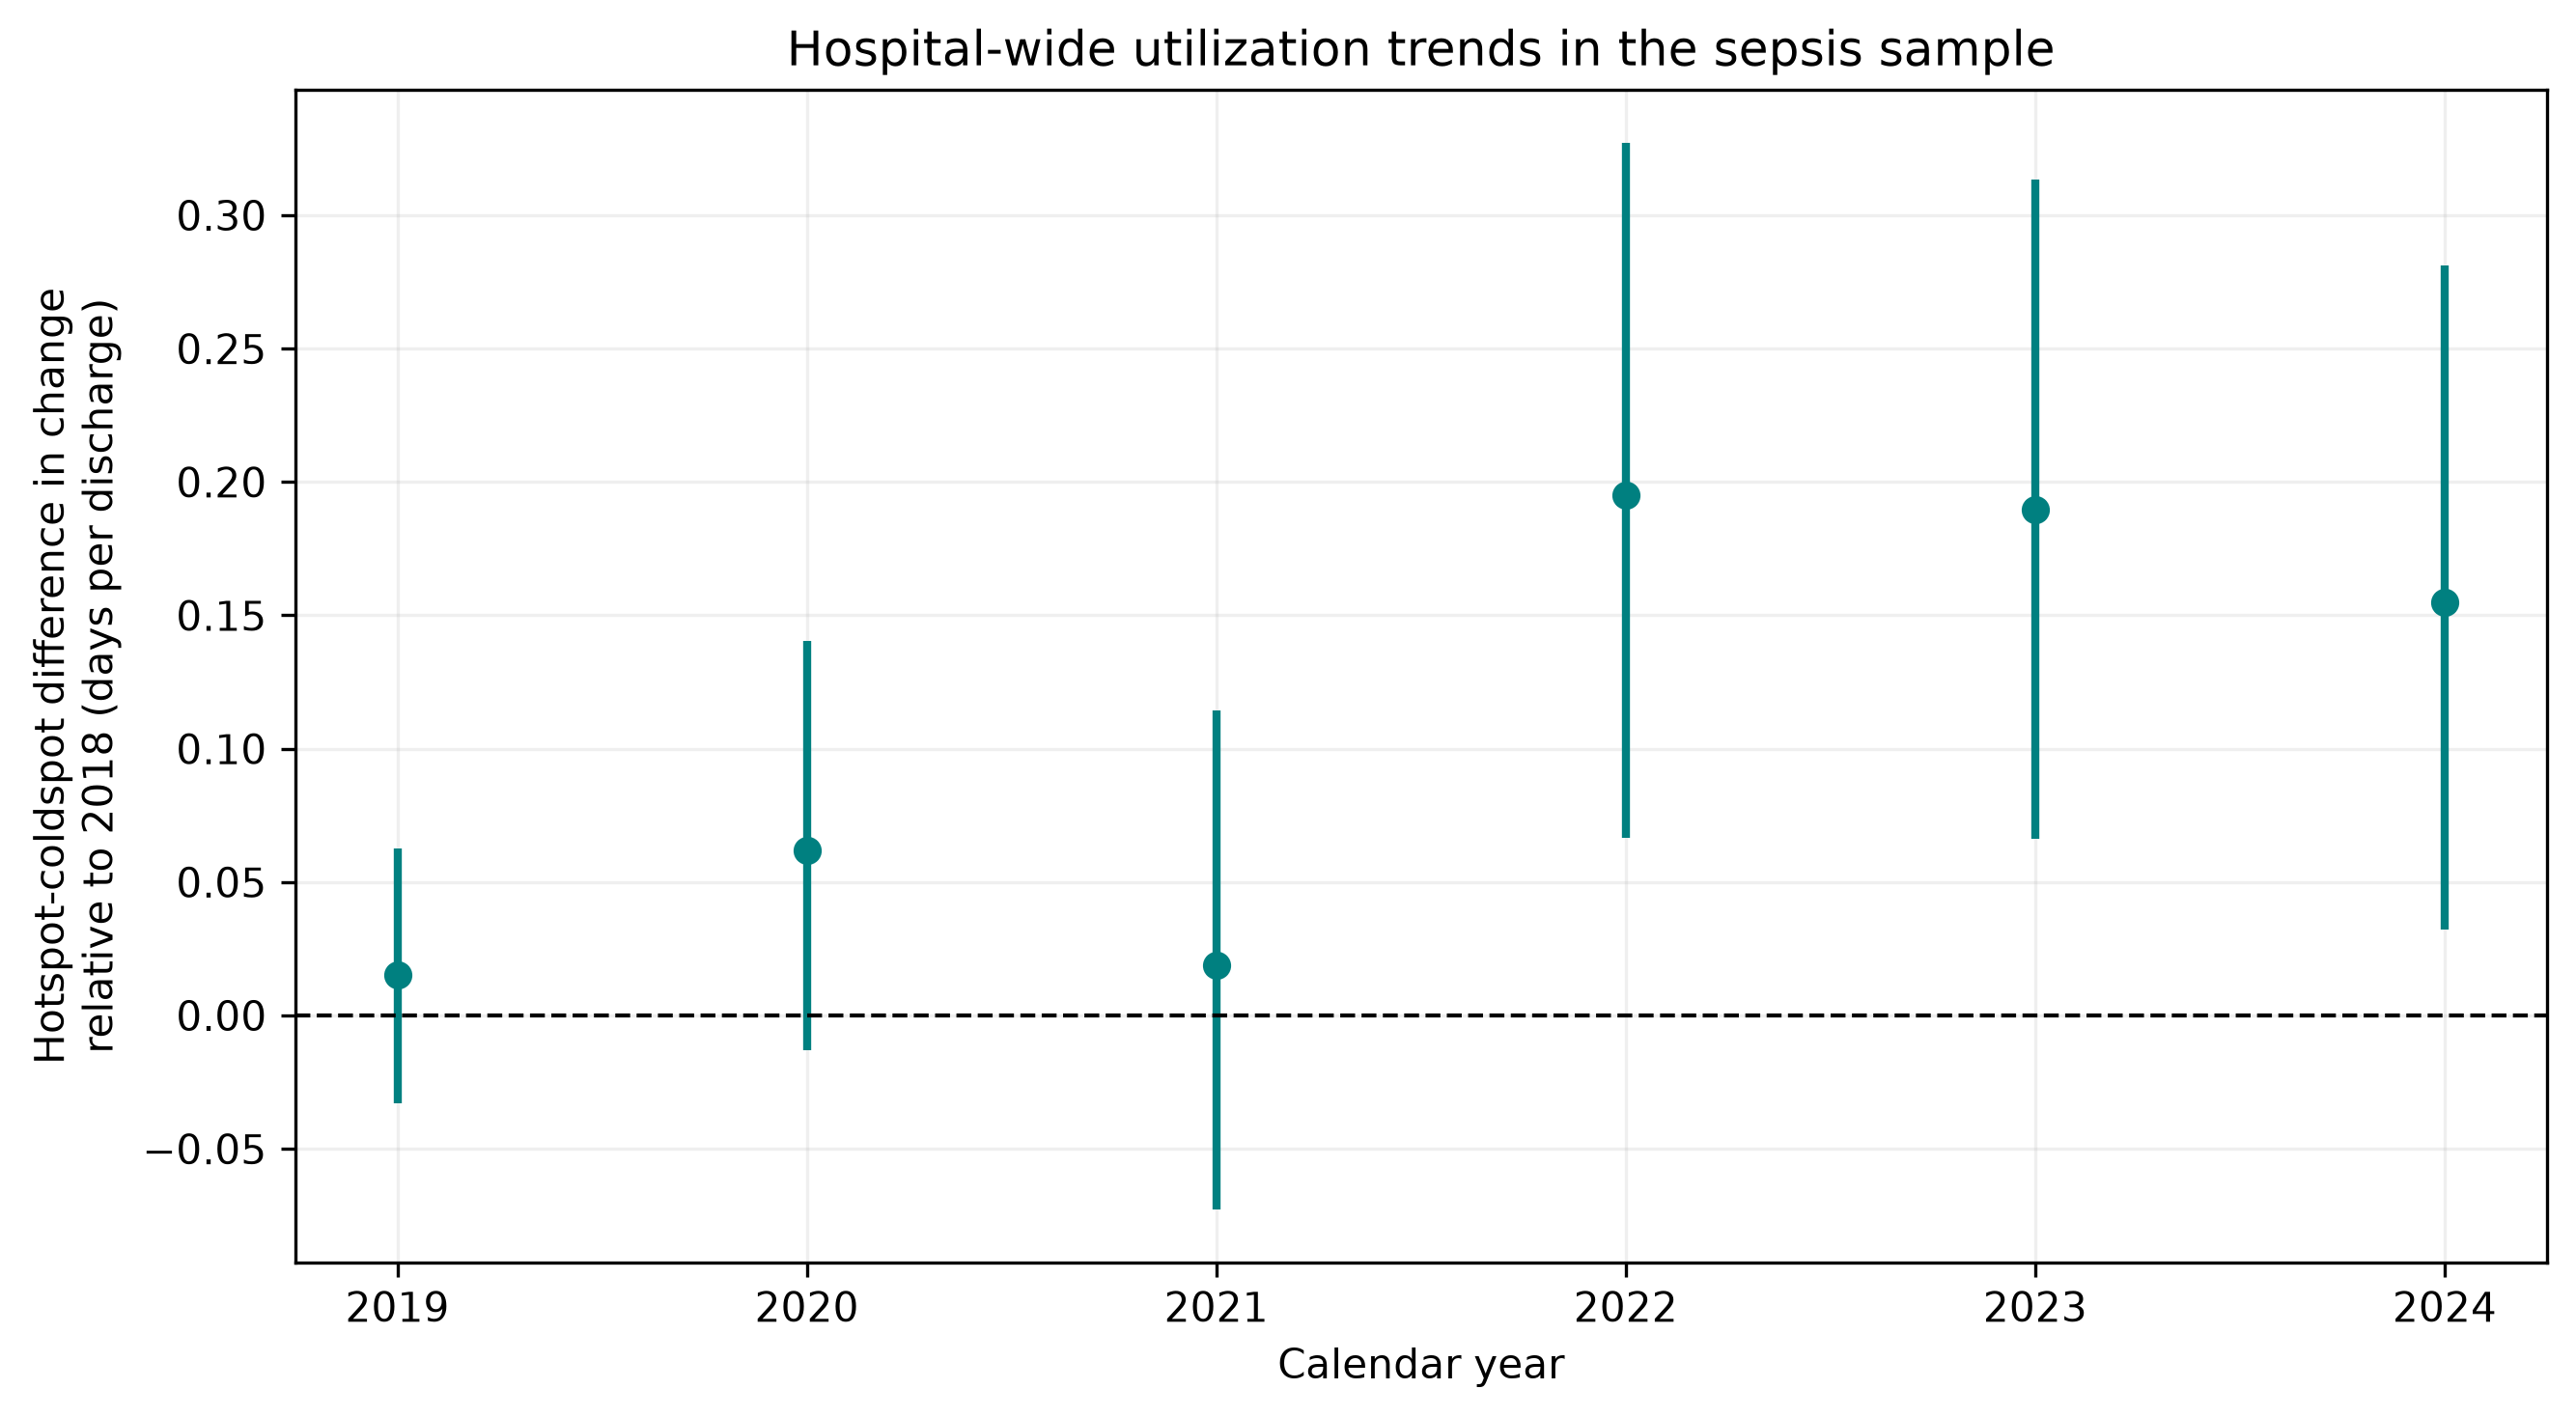 Hospital-wide utilization trends in the sepsis sample
Hotspot-coldspot difference in change
relative to 2018 (days per discharge)
0.30
0.25
0.20
0.15
0.10
0.05
0.00
−0.05
2019 2020 2021 2022 2023 2024
Calendar year